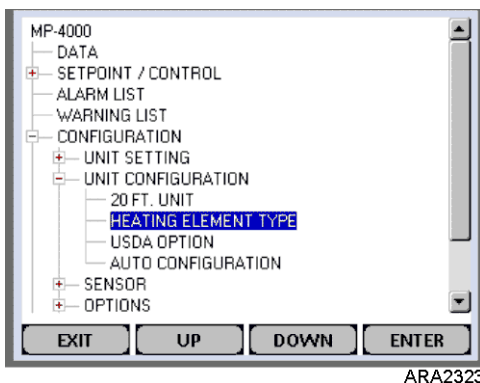 MP-4000
DATA
SETPOINT / CONTROL
ALARM LIST
WARNING LIST
CONFIGURATION
UNIT SETTING
UNIT CONFIGURATION
20 FT. UNIT
HEATING ELEMENT TYPE
USDA OPTION
AUTO CONFIGURATION
SENSOR
OPTIONS
EXIT UP DOWN ENTER
ARA2323